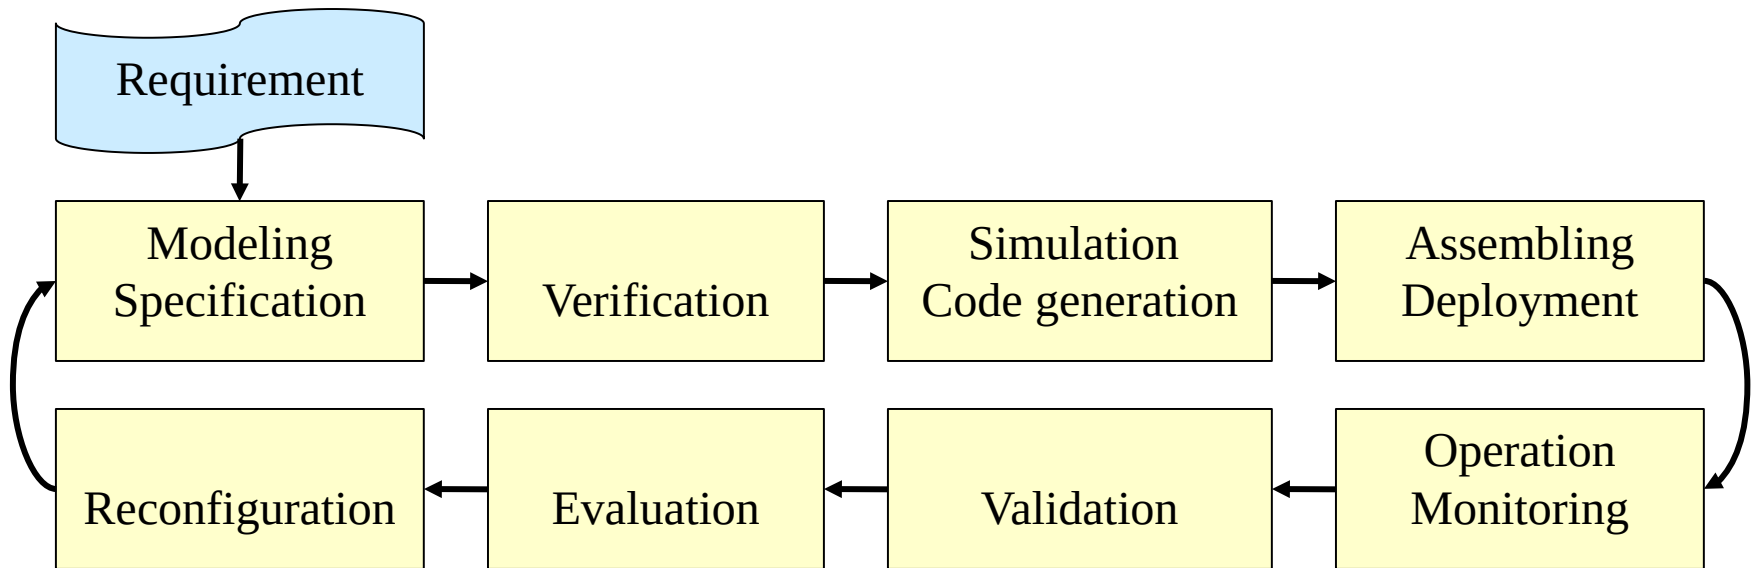 Requirement
Modeling
Specification
Verification
Simulation
Code generation
Assembling
Deployment
Reconfiguration
Evaluation
Validation
Operation
Monitoring